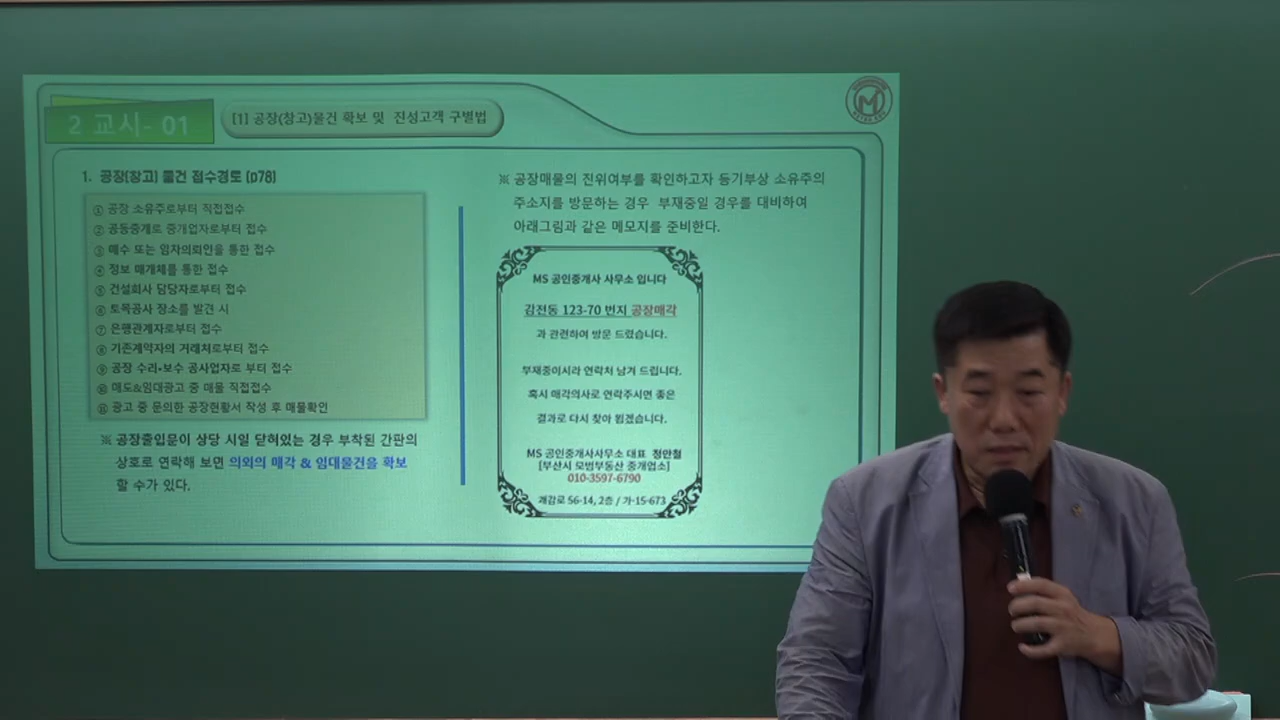 2 교시- 01
[1] 공장(창고)물건 확보 및 진성고객 구별법
1. 공장(창고) 물건 접수경로 (p78)
① 공장 소유주로부터 직접접수
② 공동중개로 중개업자로부터 접수
③ 매수 또는 임차의뢰인을 통한 접수
④ 정보 매개체를 통한 접수
⑤ 건설회사 담당자로부터 접수
⑥ 토목공사 장소를 발견 시
⑦ 은행관계자로부터 접수
⑧ 기존계약자의 거래처로부터 접수
⑨ 공장 수리•보수 공사업자로 부터 접수
⑩ 매도&임대광고 중 매물 직접접수
⑪ 광고 중 문의한 공장현황서 작성 후 매물확인
※ 공장출입문이 상당 시일 닫혀있는 경우 부착된 간판의
상호로 연락해 보면 의외의 매각 & 임대물건을 확보
할 수가 있다.
※ 공장매물의 진위여부를 확인하고자 등기부상 소유주의
주소지를 방문하는 경우 부재중일 경우를 대비하여
아래그림과 같은 메모지를 준비한다.
MS 공인중개사 사무소 입니다
감전동 123-70 번지 공장매각
과 관련하여 방문 드렸습니다.
부재중이시라 연락처 남겨 드립니다.
혹시 매각의사로 연락주시면 좋은
결과로 다시 찾아 뵙겠습니다.
MS 공인중개사사무소 대표 정만철
[부산시 모범부동산 중개업소]
010-3597-6790
괘감로 56-14, 2층 / 가-15-673